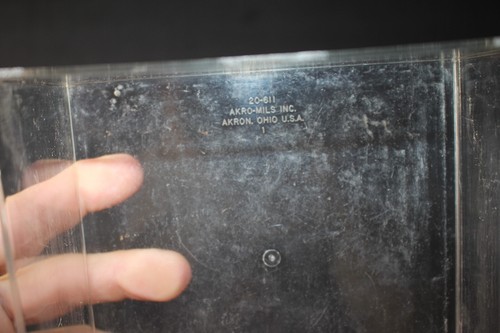 20-611
AKRO-MILS INC.
AKRON, OHIO U.S.A.
1